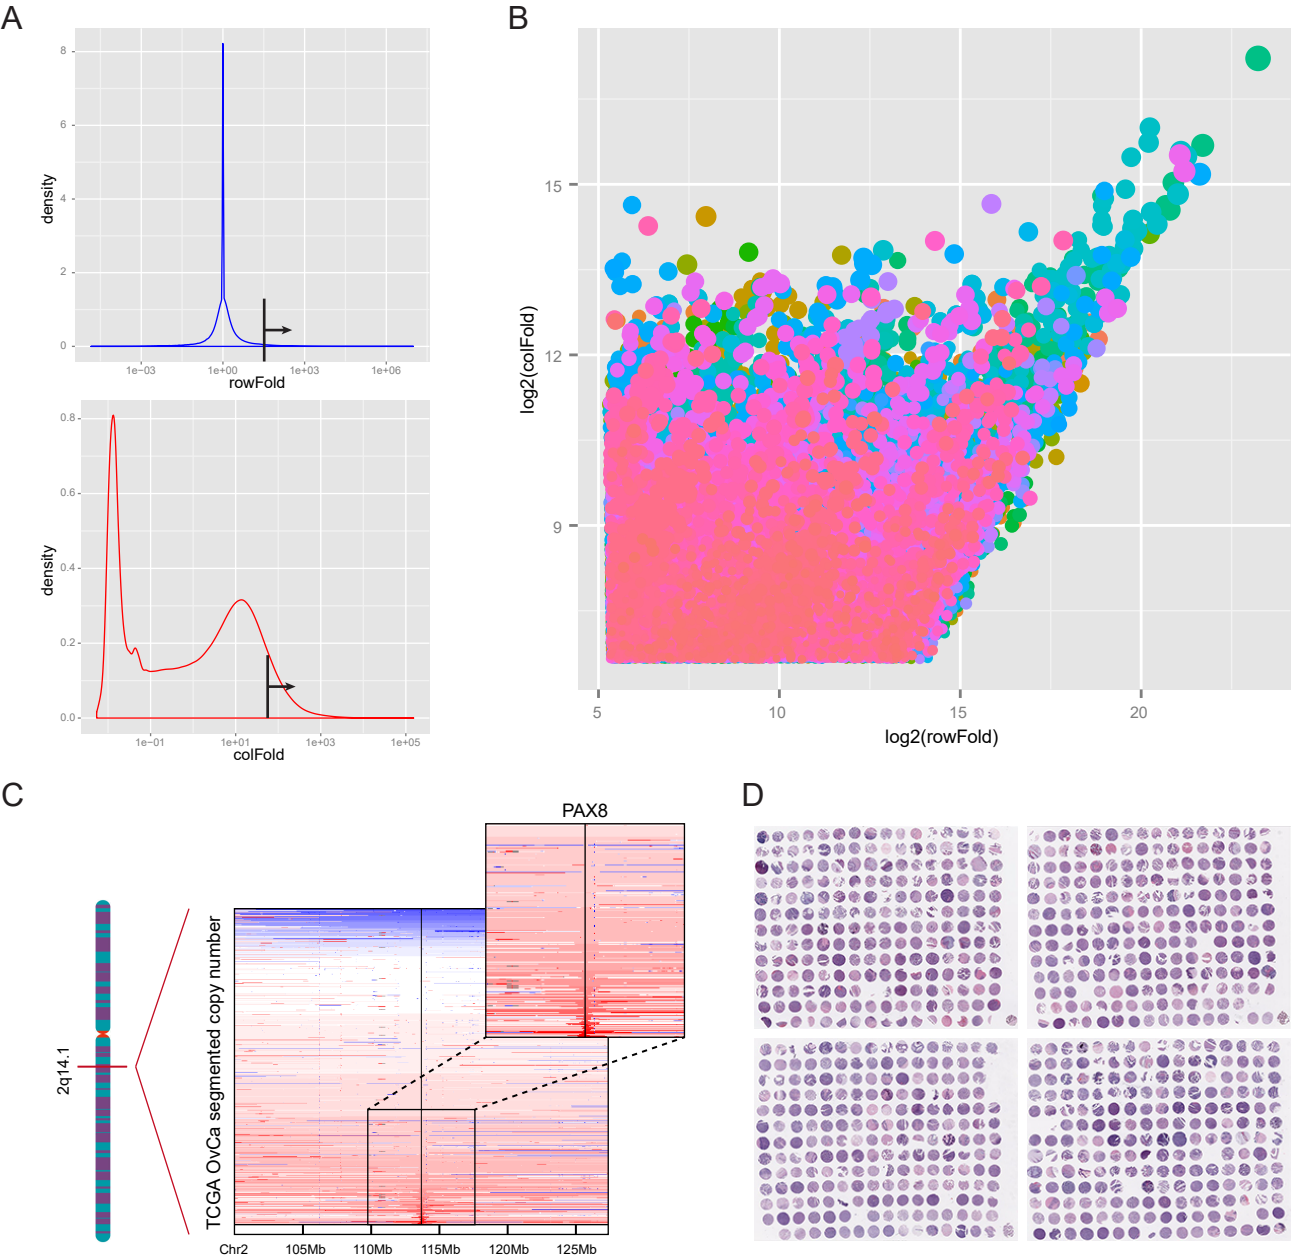 A
8
6
4
2
0
density
1e−03
1e+00
1e+03
1e+06
rowFold
0.8
0.6
0.4
0.2
0.0
density
1e−01
1e+01
1e+03
1e+05
colFold
B
15
12
9
log2(colFold)
5
10
15
20
log2(rowFold)
C
PAX8
2q14.1
TCGA OvCa segmented copy number
Chr2
105Mb
110Mb
115Mb
120Mb
125Mb
D